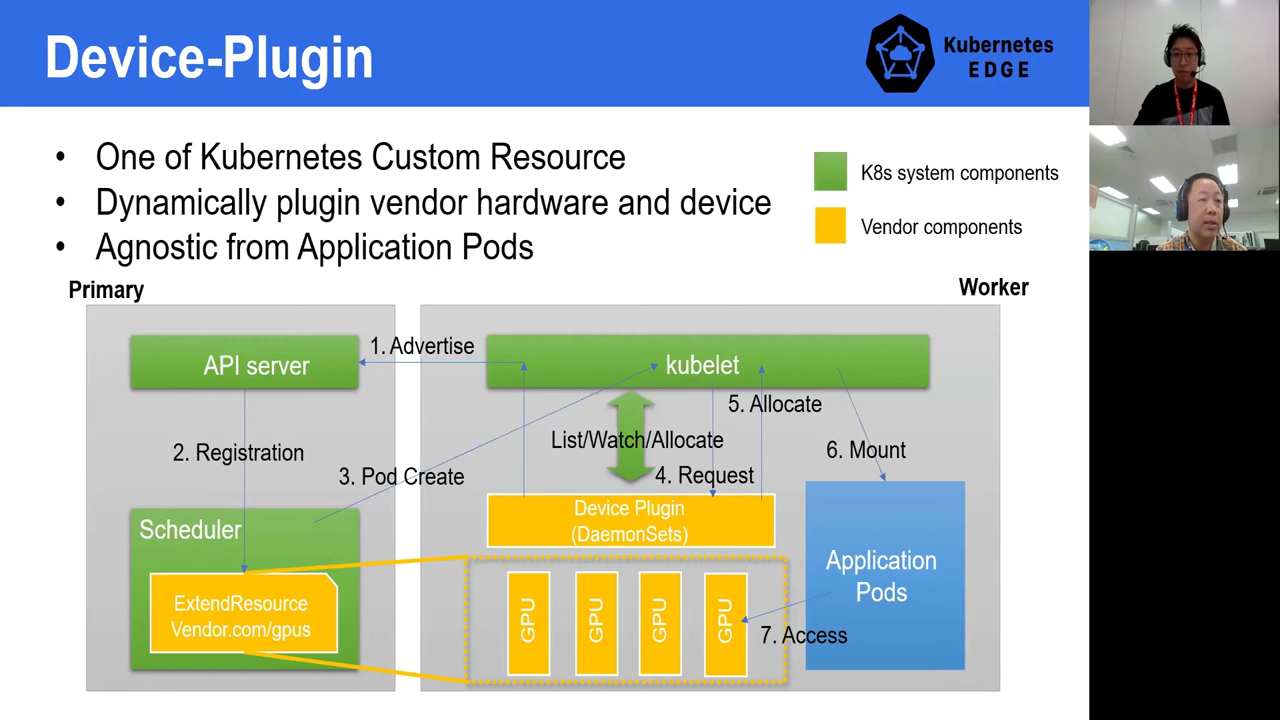 Device-Plugin
Kubernetes
EDGE
• One of Kubernetes Custom Resource
• Dynamically plugin vendor hardware and device
• Agnostic from Application Pods
K8s system components
Vendor components
Primary
Worker
API server
1. Advertise
kubelet
5. Allocate
List/Watch/Allocate
2. Registration
6. Mount
3. Pod Create
4. Request
Scheduler
Device Plugin
(DaemonSets)
Application
Pods
ExtendResource
Vendor.com/gpus
GPU
GPU
GPU
GPU
7. Access